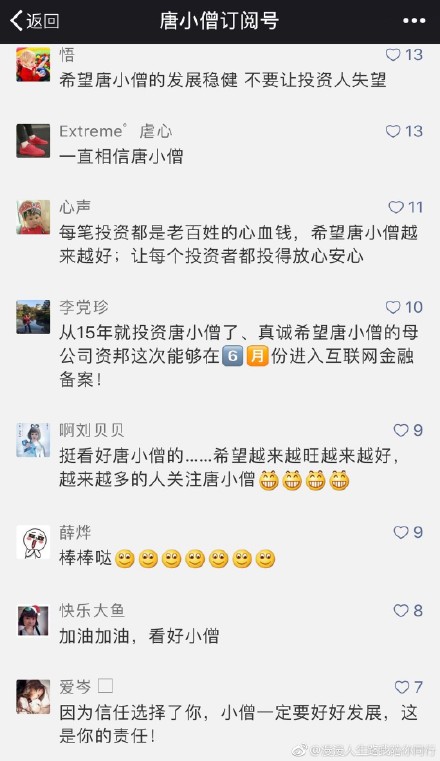 返回
唐小僧订阅号
悟
13
希望唐小僧的发展稳健 不要让投资人失望
Extreme° 虐心
13
一直相信唐小僧
心声
11
每笔投资都是老百姓的心血钱，希望唐小僧越
来越好；让每个投资者都投得放心安心
李党珍
10
从15年就投资唐小僧了、真诚希望唐小僧的母
公司资邦这次能够在6月份进入互联网金融
备案！
啊刘贝贝
9
挺看好唐小僧的……希望越来越旺越来越好，
越来越多的人关注唐小僧😁😁😁😁
薛烨
9
棒棒哒🙂🙂🙂🙂🙂🙂🙂
快乐大鱼
8
加油加油，看好小僧
爱岑 □
7
因为信任选择了你，小僧一定要好好发展，这
是你的责任！